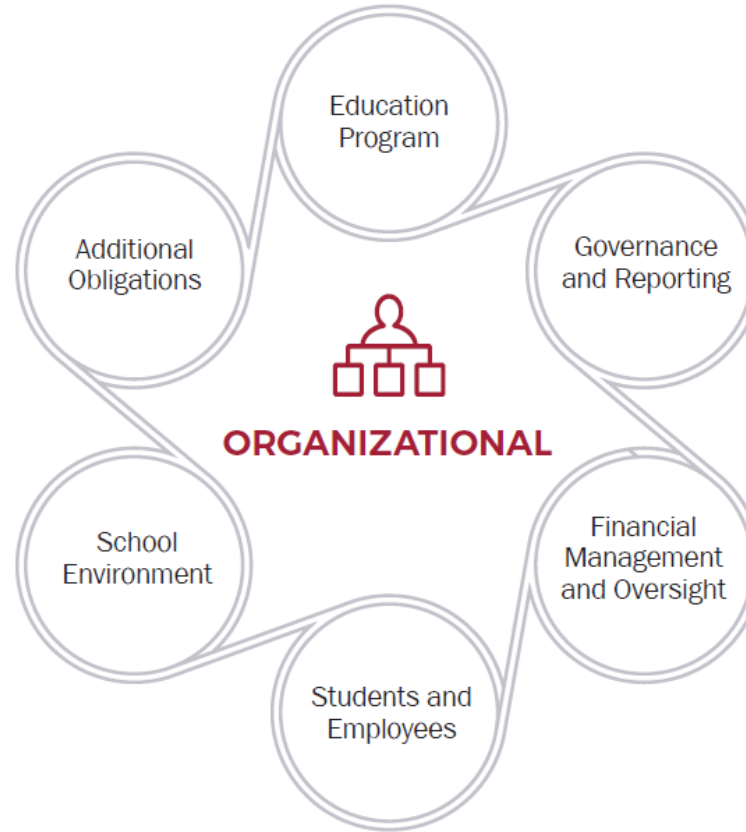 Education
Program
Governance
and Reporting
Financial
Management
and Oversight
Students and
Employees
School
Environment
Additional
Obligations
ORGANIZATIONAL